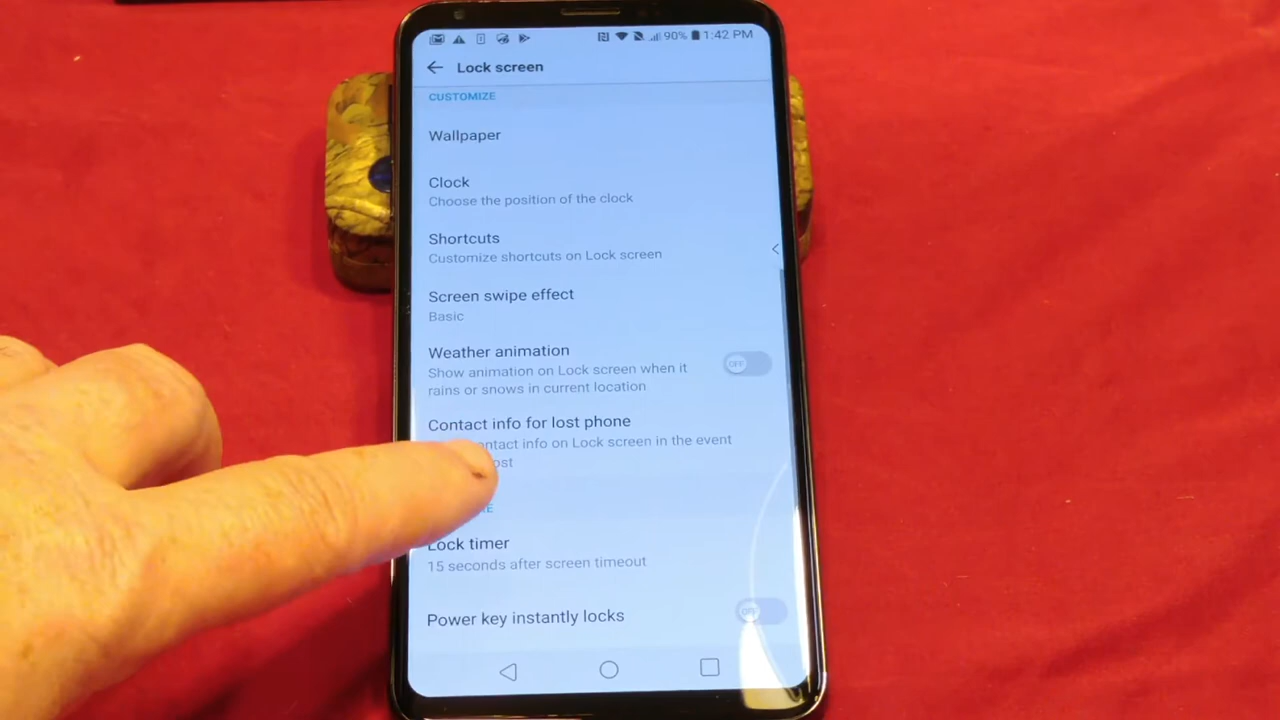 90% 1:42 PM
Lock screen
CUSTOMIZE
Wallpaper
Clock
Choose the position of the clock
Shortcuts
Customize shortcuts on Lock screen
Screen swipe effect
Basic
Weather animation
Show animation on Lock screen when it
OFF
rains or snows in current location
Contact info for lost phone
contact info on Lock screen in the event
Lock timer
15 seconds after screen timeout
Power key instantly locks
OFF